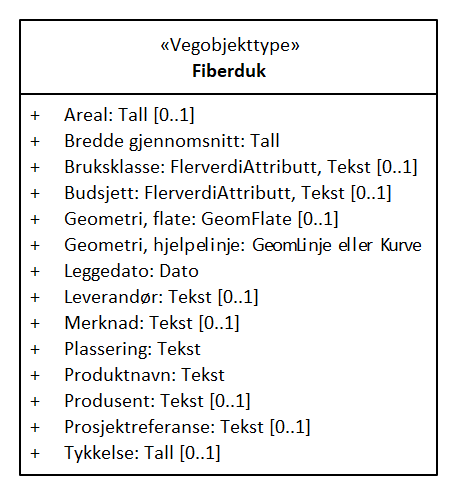 «Vegobjekttype»
Fiberduk
+ Areal: Tall [0..1]
+ Bredde gjennomsnitt: Tall
+ Bruksklasse: FlerverdiAttributt, Tekst [0..1]
+ Budsjett: FlerverdiAttributt, Tekst [0..1]
+ Geometri, flate: GeomFlate [0..1]
+ Geometri, hjelpelinje: GeomLinje eller Kurve
+ Leggedato: Dato
+ Leverandør: Tekst [0..1]
+ Merknad: Tekst [0..1]
+ Plassering: Tekst
+ Produktnavn: Tekst
+ Produsent: Tekst [0..1]
+ Prosjektreferanse: Tekst [0..1]
+ Tykkelse: Tall [0..1]